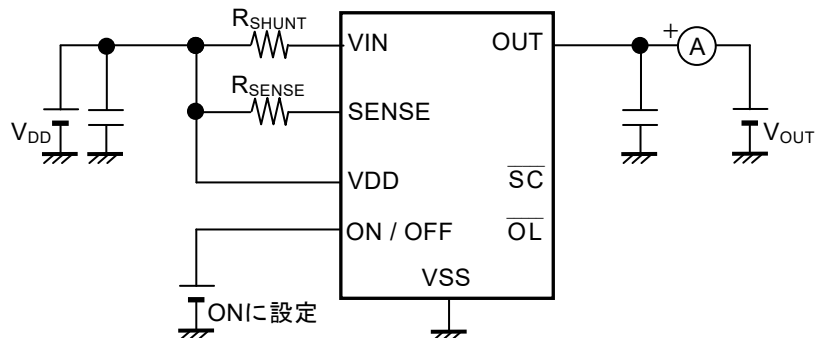 RSHUNT
VIN
OUT
+
A
RSENSE
SENSE
VDD
VOUT
VDD
SC
ON / OFF
OL
VSS
ONに設定